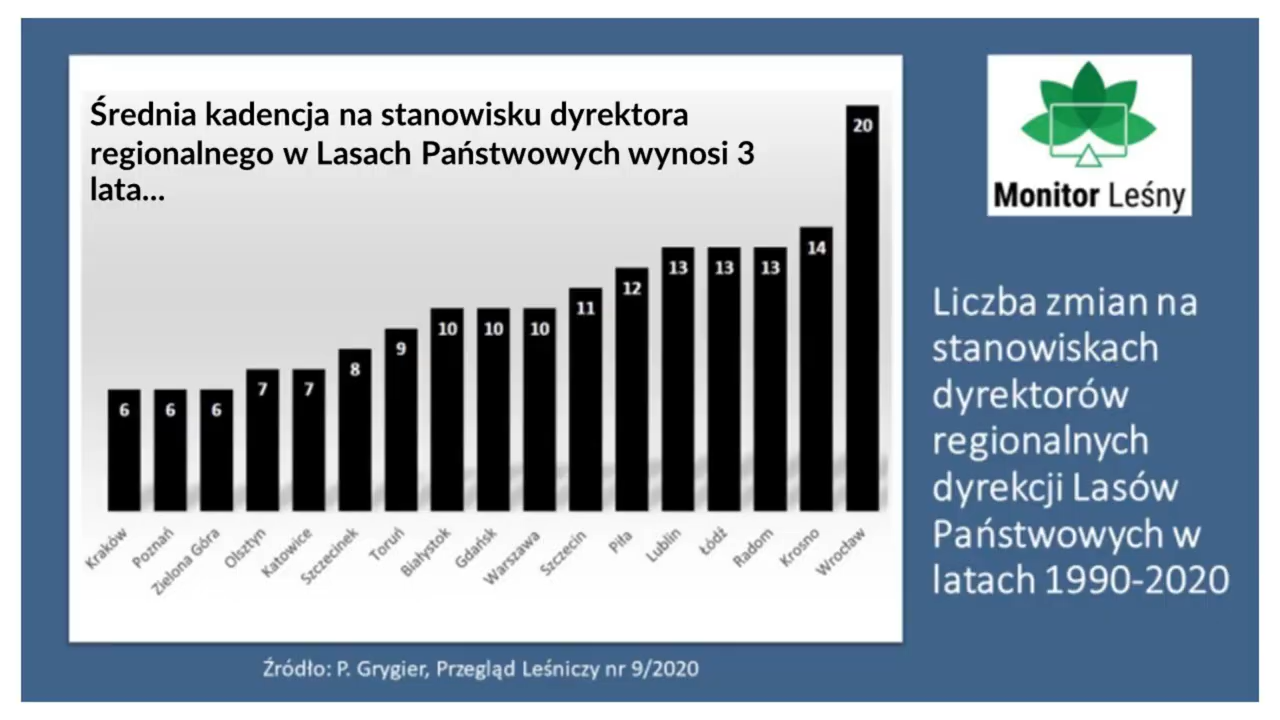 Średnia kadencja na stanowisku dyrektora
regionalnego w Lasach Państwowych wynosi 3
lata...
6
6
6
7
7
8
9
10
10
10
11
12
13
13
13
14
20
Kraków
Poznań
Zielona Góra
Olsztyn
Katowice
Szczecinek
Toruń
Białystok
Gdańsk
Warszawa
Szczecin
Piła
Lublin
Łódź
Radom
Krosno
Wrocław
Monitor Leśny
Liczba zmian na
stanowiskach
dyrektorów
regionalnych
dyrekcji Lasów
Państwowych w
latach 1990-2020
Źródło: P. Grygier, Przegląd Leśniczy nr 9/2020